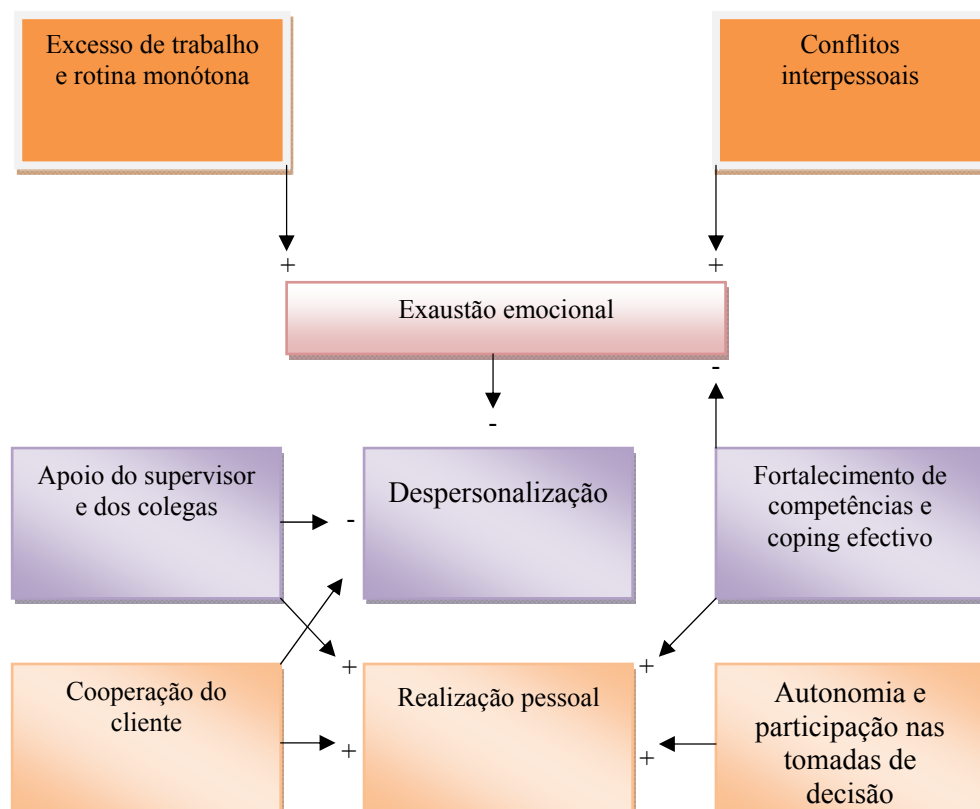 Excesso de trabalho
e rotina monótona
Conflitos
interpessoais
+
+
Exaustão emocional
-
-
Apoio do supervisor
e dos colegas
-
Despersonalização
Fortalecimento de
competências e
coping efectivo
+
+
Cooperação do
cliente
+
Realização pessoal
+
Autonomia e
participação nas
tomadas de
decisão